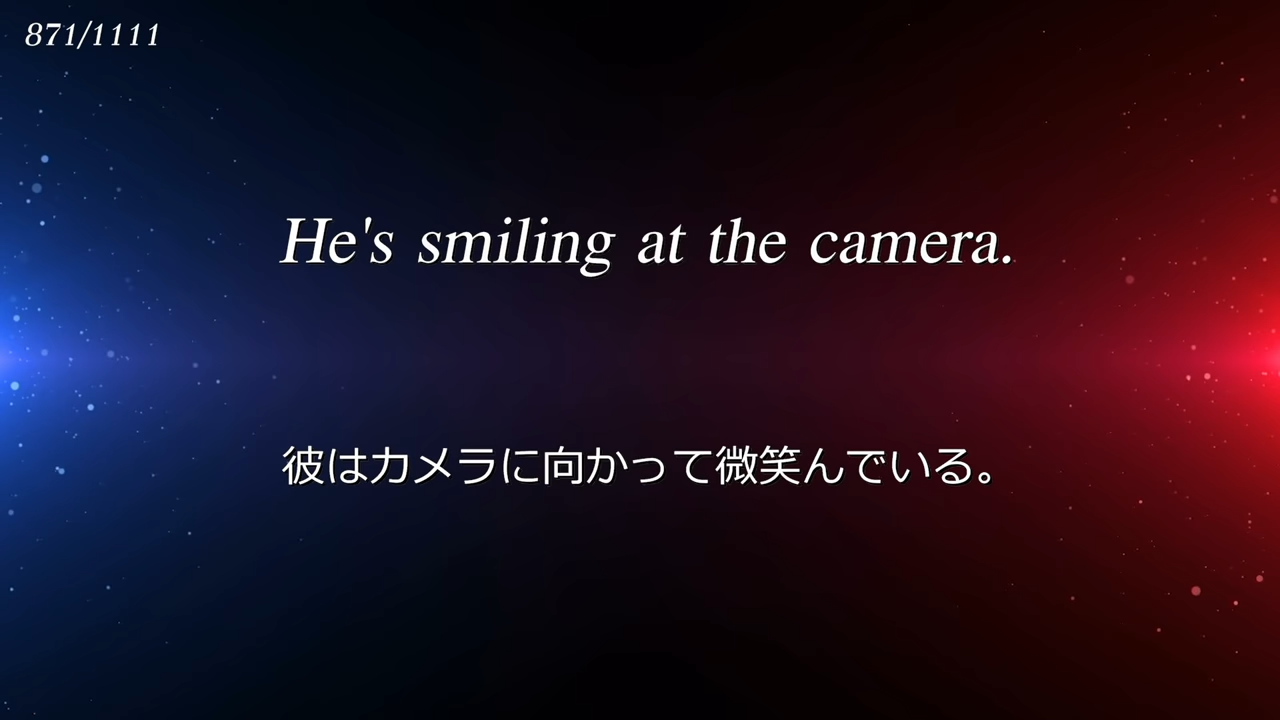 871/1111
He's smiling at the camera.
彼はカメラに向かって微笑んでいる。